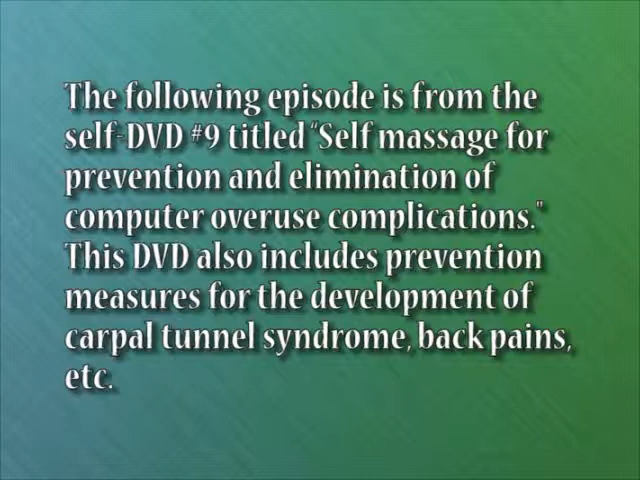 The following episode is from the
self-DVD #9 titled "Self massage for
prevention and elimination of
computer overuse complications."
This DVD also includes prevention
measures for the development of
carpal tunnel syndrome, back pains,
etc.